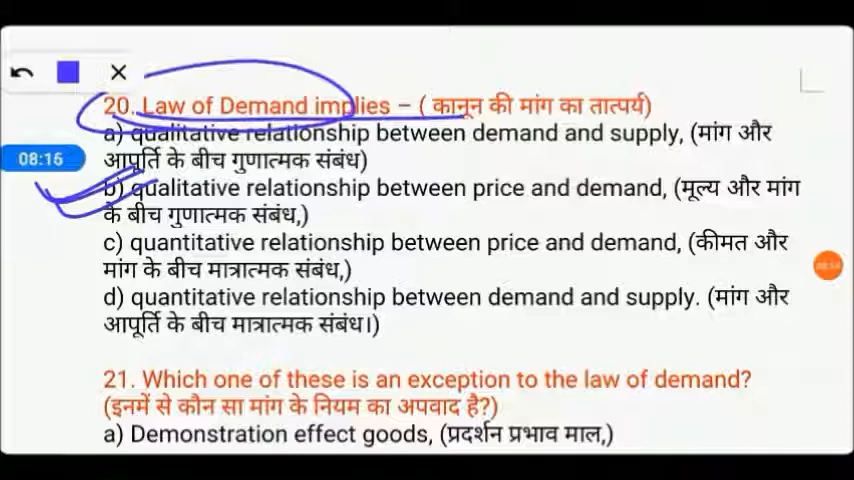 20. Law of Demand implies – ( कानून की मांग का तात्पर्य)
a) qualitative relationship between demand and supply, (मांग और
08:15
आपूर्ति के बीच गुणात्मक संबंध)
b) qualitative relationship between price and demand, (मूल्य और मांग
के बीच गुणात्मक संबंध,)
c) quantitative relationship between price and demand, (कीमत और
मांग के बीच मात्रात्मक संबंध,)
d) quantitative relationship between demand and supply. (मांग और
आपूर्ति के बीच मात्रात्मक संबंध।)
21. Which one of these is an exception to the law of demand?
(इनमें से कौन सा मांग के नियम का अपवाद है?)
a) Demonstration effect goods, (प्रदर्शन प्रभाव माल,)